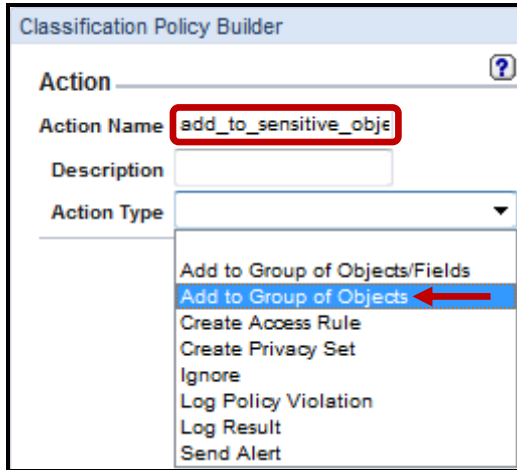 Classification Policy Builder
?
Action
Action Name add_to_sensitive_obje
Description
Action Type
Add to Group of Objects/Fields
Add to Group of Objects
Create Access Rule
Create Privacy Set
Ignore
Log Policy Violation
Log Result
Send Alert